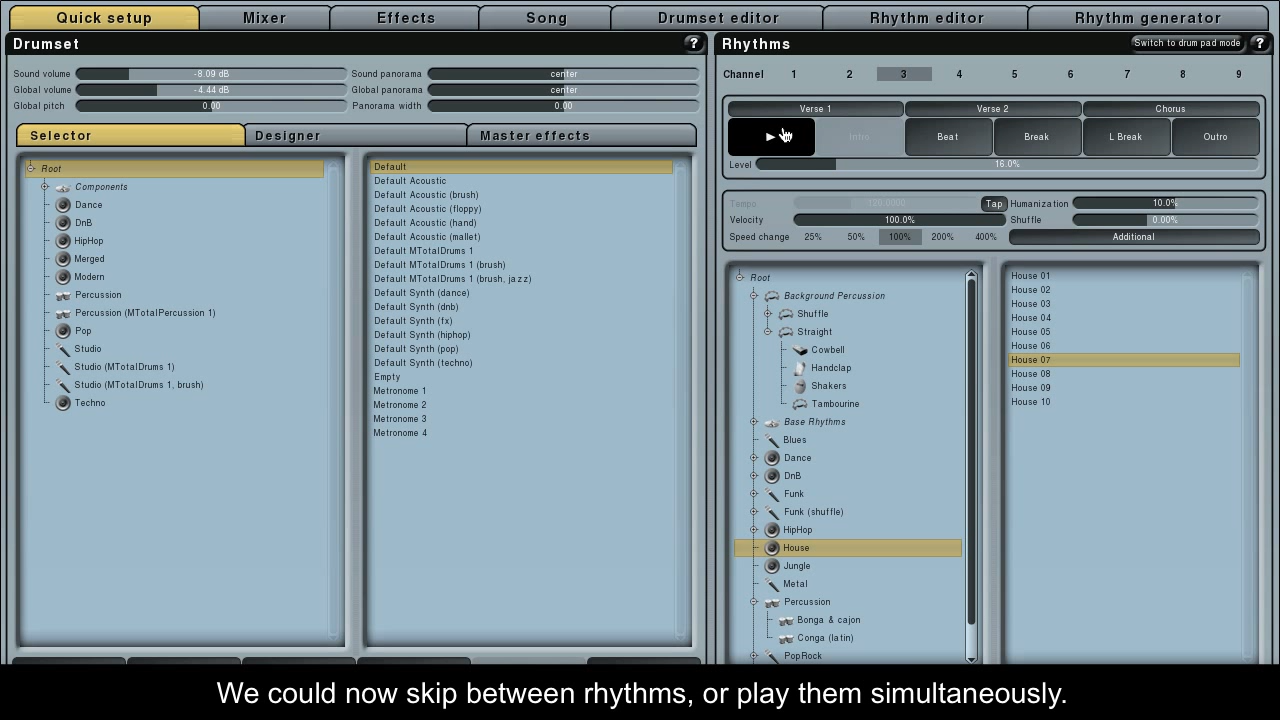 Quick setup
Mixer
Effects
Song
Drumset editor
Rhythm editor
Rhythm generator
Drumset
?
Sound volume
-8.09 dB
Sound panorama
center
Global volume
-4.44 dB
Global panorama
center
Global pitch
0.00
Panorama width
0.00
Selector
Designer
Master effects
Root
Components
Dance
DnB
HipHop
Merged
Modern
Percussion
Percussion (MTotalPercussion 1)
Pop
Studio
Studio (MTotalDrums 1)
Studio (MTotalDrums 1, brush)
Techno
Default
Default Acoustic
Default Acoustic (brush)
Default Acoustic (floppy)
Default Acoustic (hand)
Default Acoustic (mallet)
Default MTotalDrums 1
Default MTotalDrums 1 (brush)
Default MTotalDrums 1 (brush, jazz)
Default Synth (dance)
Default Synth (dnb)
Default Synth (fx)
Default Synth (hiphop)
Default Synth (pop)
Default Synth (techno)
Empty
Metronome 1
Metronome 2
Metronome 3
Metronome 4
Rhythms
Switch to drum pad mode
?
Channel 1 2 3 4 5 6 7 8 9
Verse 1
Verse 2
Chorus
Intro
Beat
Break
L Break
Outro
Level
16.0%
Tempo
Tap
Humanization
10.0%
Velocity
100.0%
Shuffle
0.00%
Speed change 25% 50% 100% 200% 400%
Additional
Root
Background Percussion
Shuffle
Straight
Cowbell
Handclap
Shakers
Tambourine
Base Rhythms
Blues
Dance
DnB
Funk
Funk (shuffle)
HipHop
House
Jungle
Metal
Percussion
Bonga & cajon
Conga (latin)
PopRock
House 01
House 02
House 03
House 04
House 05
House 06
House 07
House 08
House 09
House 10
We could now skip between rhythms, or play them simultaneously.